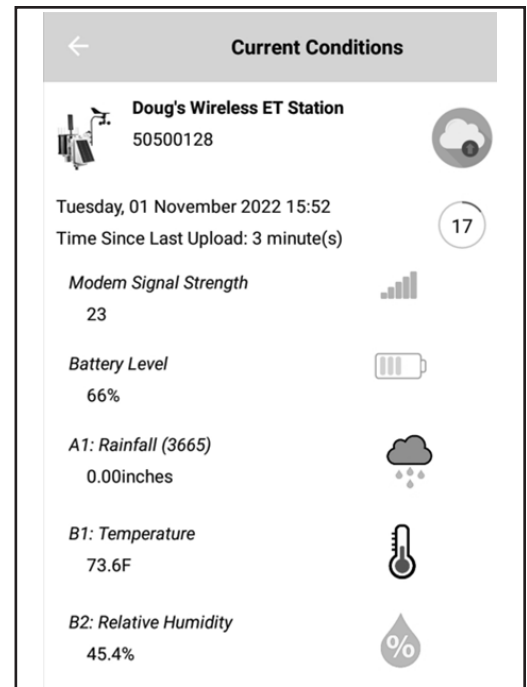 Current Conditions
Doug's Wireless ET Station
50500128
Tuesday, 01 November 2022 15:52
17
Time Since Last Upload: 3 minute(s)
Modem Signal Strength
23
Battery Level
66%
A1: Rainfall (3665)
0.00inches
B1: Temperature
73.6F
B2: Relative Humidity
45.4%
%